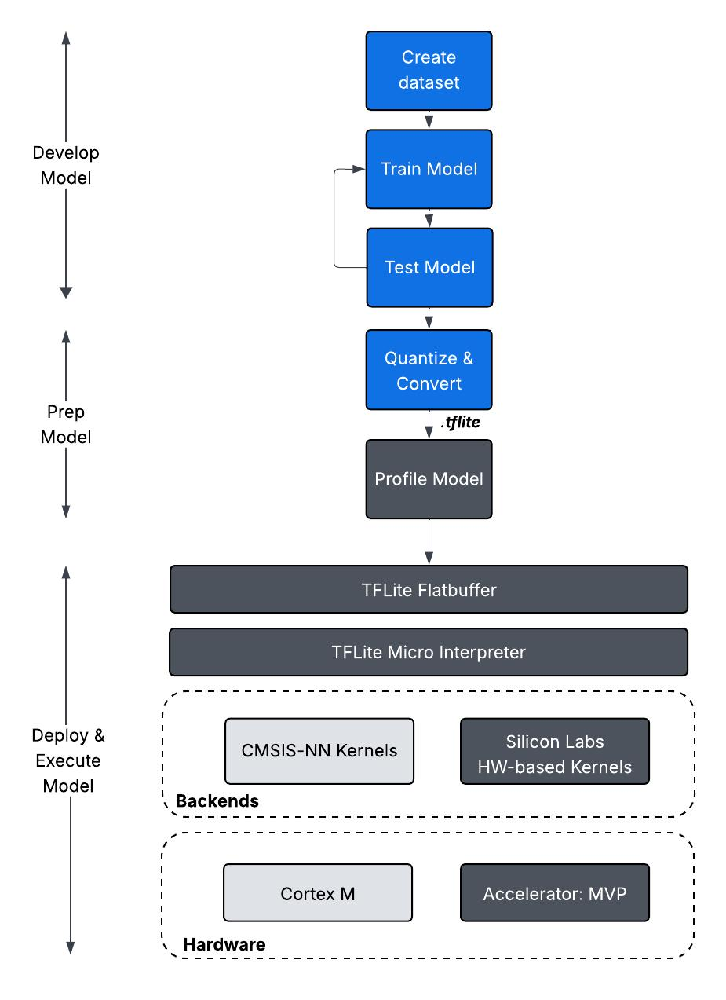 Create
dataset
Train Model
Develop
Model
Test Model
Quantize &
Convert
Prep
Model
.tflite
Profile Model
TFLite Flatbuffer
TFLite Micro Interpreter
Deploy &
Execute
Model
CMSIS-NN Kernels
Silicon Labs
HW-based Kernels
Backends
Cortex M
Accelerator: MVP
Hardware